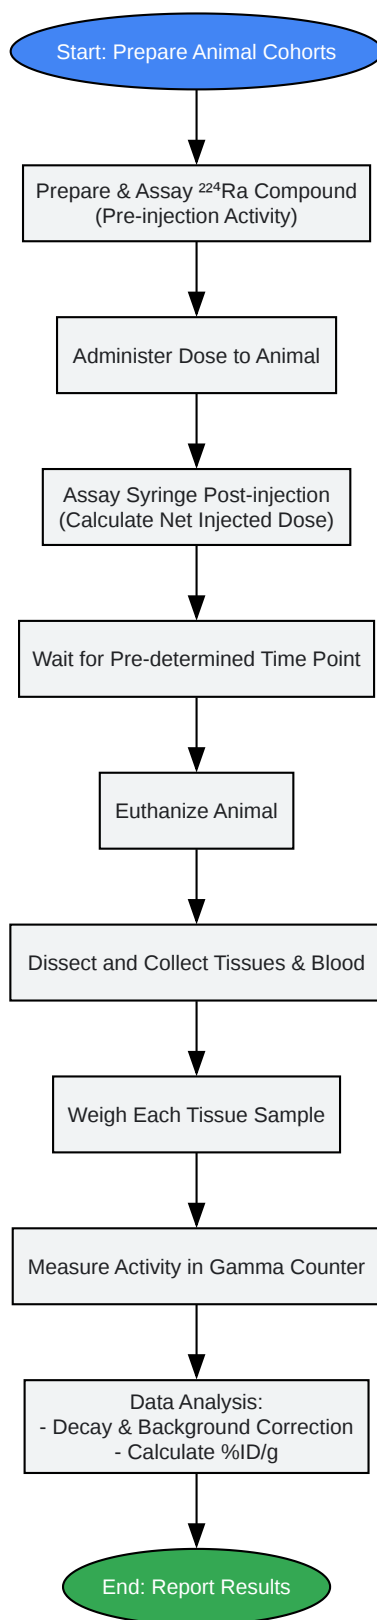 Start: Prepare Animal Cohorts
Prepare & Assay ²²⁴Ra Compound
(Pre-injection Activity)
Administer Dose to Animal
Assay Syringe Post-injection
(Calculate Net Injected Dose)
Wait for Pre-determined Time Point
Euthanize Animal
Dissect and Collect Tissues & Blood
Weigh Each Tissue Sample
Measure Activity in Gamma Counter
Data Analysis:
- Decay & Background Correction
- Calculate %ID/g
End: Report Results